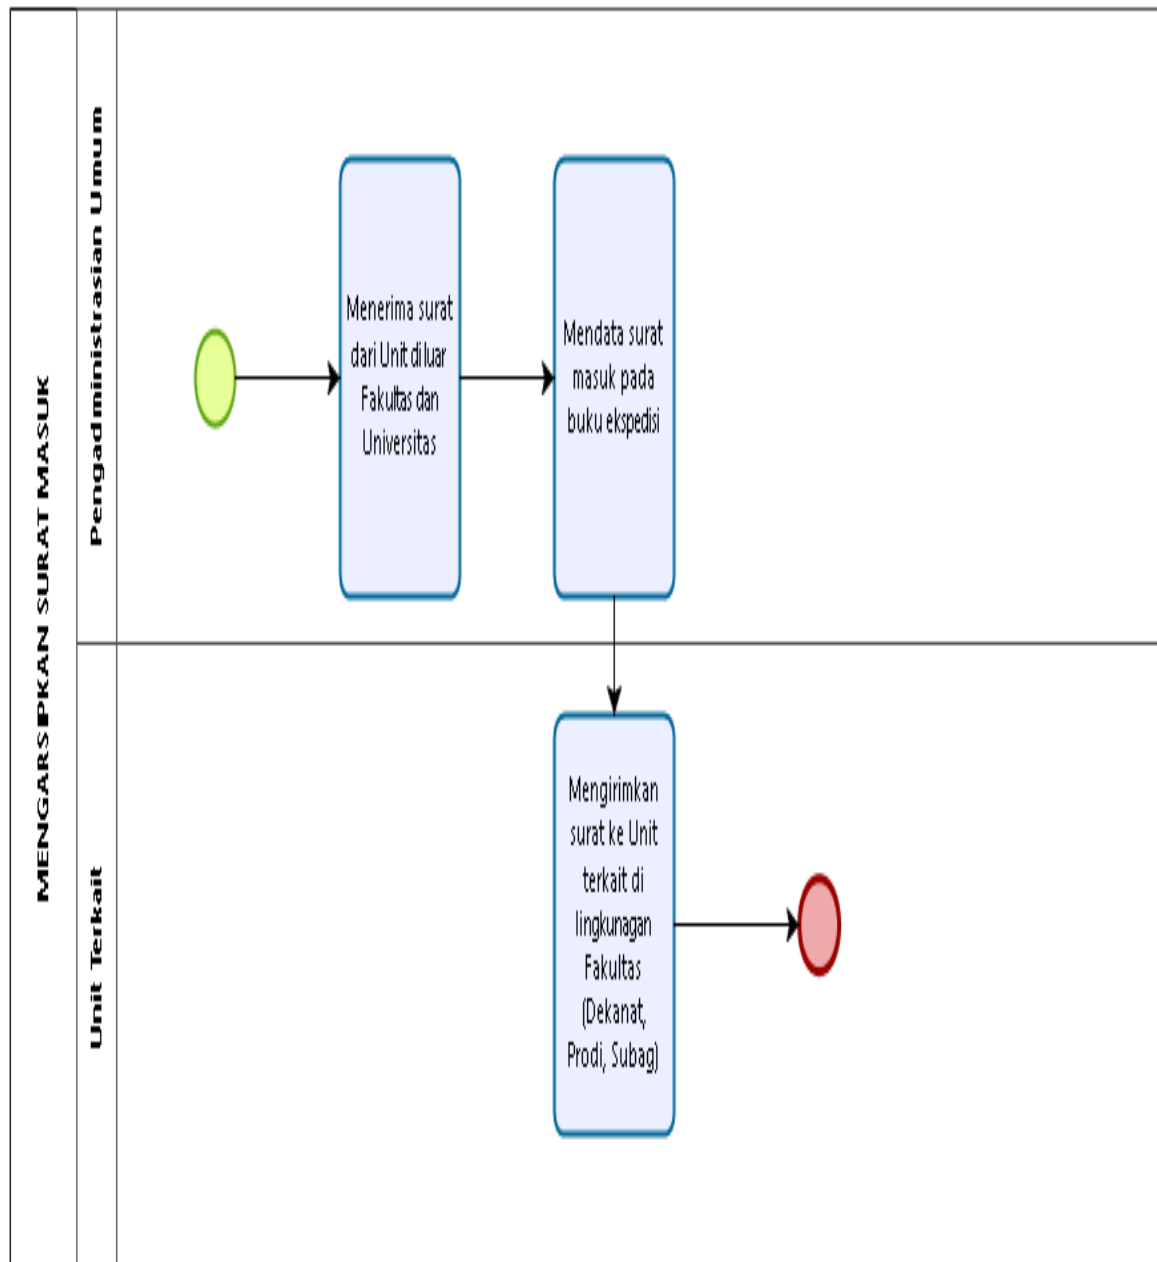 MENGARSIPKAN SURAT MASUK
Pengadministrasian Umum
Menerima surat
dari Unit diluar
Fakultas dan
Universitas
Mendata surat
masuk pada
buku ekspedisi
Unit Terkait
Mengirimkan
surat ke Unit
terkait di
lingkunagan
Fakultas
(Dekanat,
Prodi, Subag)